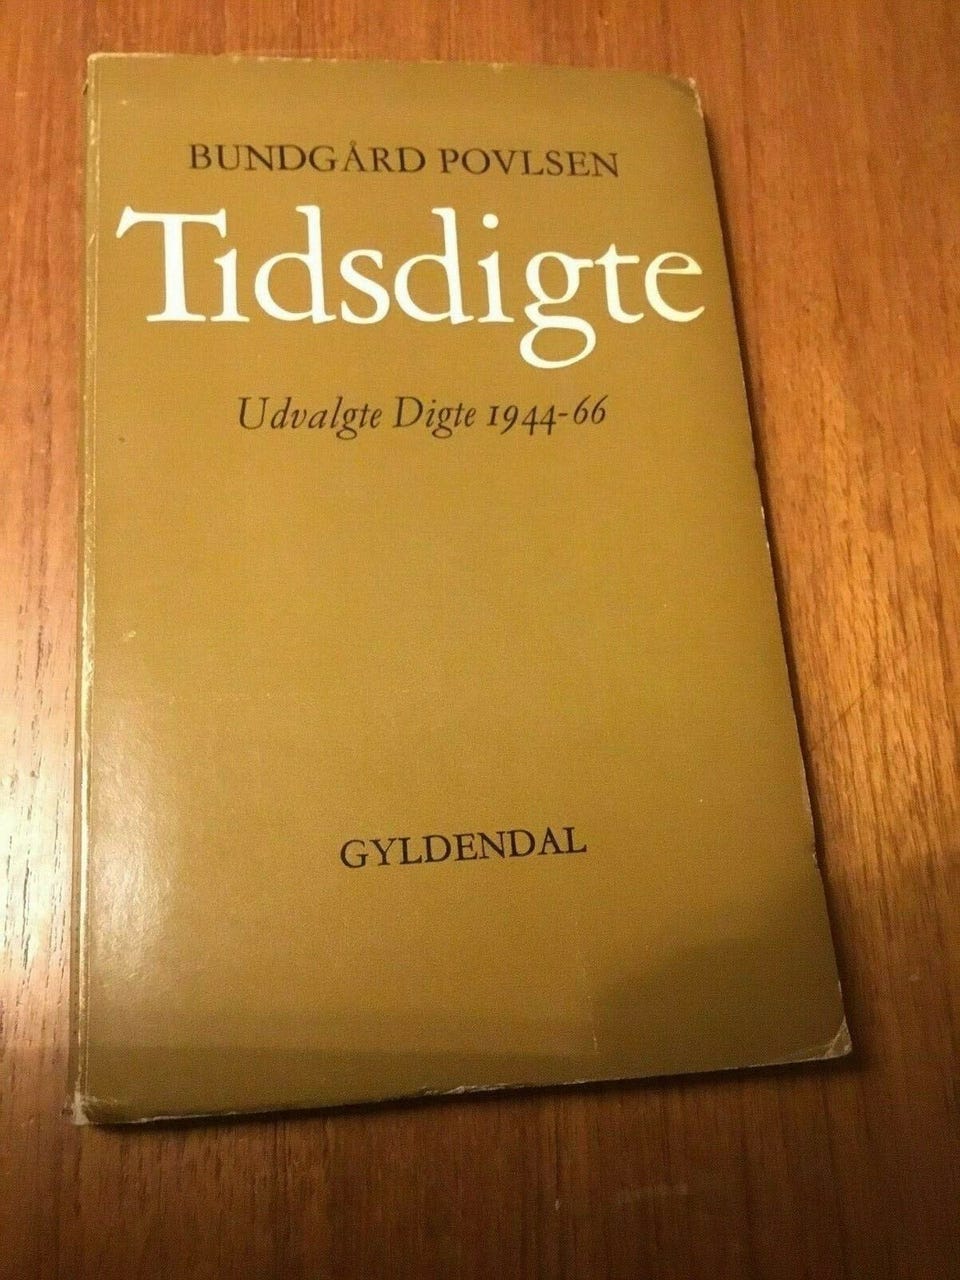 BUNDGÅRD POVLSEN
Tidsdigte
Udvalgte Digte 1944-66
GYLDENDAL